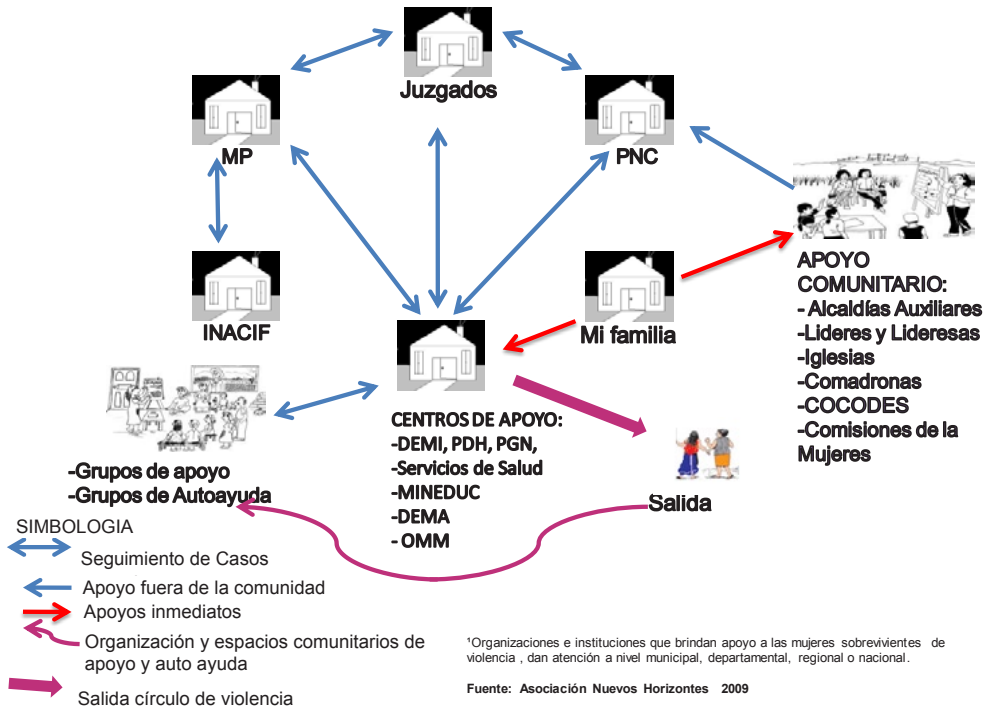 Juzgados
MP
PNC
INACIF
Mi familia
APOYO
COMUNITARIO:
- Alcaldías Auxiliares
-Lideres y Lideresas
-Iglesias
-Comadronas
-COCODES
-Comisiones de la
Mujeres
CENTROS DE APOYO:
-DEMI, PDH, PGN,
-Servicios de Salud
-MINEDUC
-DEMA
- OMM
-Grupos de apoyo
-Grupos de Autoayuda
Salida
SIMBOLOGIA
Seguimiento de Casos
Apoyo fuera de la comunidad
Apoyos inmediatos
Organización y espacios comunitarios de
apoyo y auto ayuda
Salida círculo de violencia
¹Organizaciones e instituciones que brindan apoyo a las mujeres sobrevivientes de
violencia , dan atención a nivel municipal, departamental, regional o nacional.
Fuente: Asociación Nuevos Horizontes 2009